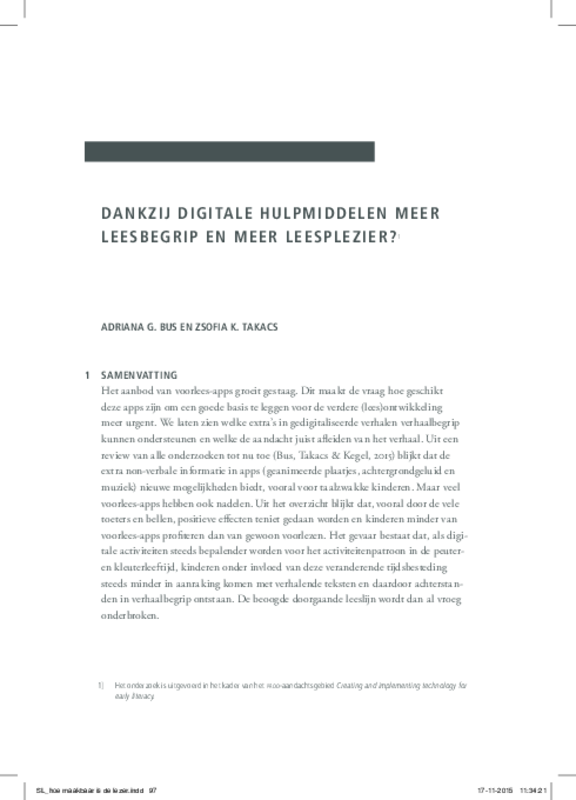 DANKZIJ DIGITALE HULPMIDDELEN MEER
LEESBEGRIP EN MEER LEESPLEZIER?¹
ADRIANA G. BUS EN ZSOFIA K. TAKACS
1 SAMENVATTING
Het aanbod van voorlees-apps groeit gestaag. Dit maakt de vraag hoe geschikt
deze apps zijn om een goede basis te leggen voor de verdere (lees)ontwikkeling
meer urgent. We laten zien welke extra's in gedigitaliseerde verhalen verhaalbegrip
kunnen ondersteunen en welke de aandacht juist afleiden van het verhaal. Uit een
review van alle onderzoeken tot nu toe (Bus, Takacs & Kegel, 2015) blijkt dat de
extra non-verbale informatie in apps (geanimeerde plaatjes, achtergrondgeluid en
muziek) nieuwe mogelijkheden biedt, vooral voor taalzwakke kinderen. Maar veel
voorlees-apps hebben ook nadelen. Uit het overzicht blijkt dat, vooral door de vele
toeters en bellen, positieve effecten teniet gedaan worden en kinderen minder van
voorlees-apps profiteren dan van gewoon voorlezen. Het gevaar bestaat dat, als digi-
tale activiteiten steeds bepalender worden voor het activiteitenpatroon in de peuter-
en kleuterleefrijd, kinderen onder invloed van deze veranderende tijdsbesteding
steeds minder in aanraking komen met verhalende teksten en daardoor achterstan-
den in verhaalbegrip ontstaan. De beoogde doorgaande leeslijn wordt dan al vroeg
onderbroken.
1| Het onderzoek is uitgevoerd in het kader van het NWO-aandachtsgebied Creating and implementing technology for
early literacy.
SL_hoe maakbaar is de lezer.indd 97
17-11-2015 11:34:21